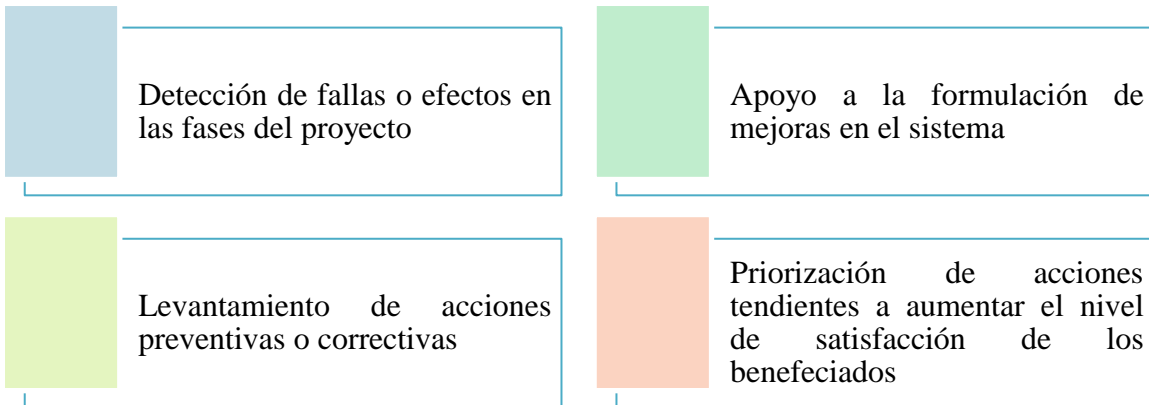 Detección de fallas o efectos en
las fases del proyecto
Apoyo a la formulación de
mejoras en el sistema
Levantamiento de acciones
preventivas o correctivas
Priorización de acciones
tendientes a aumentar el nivel
de satisfacción de los
benefeciados